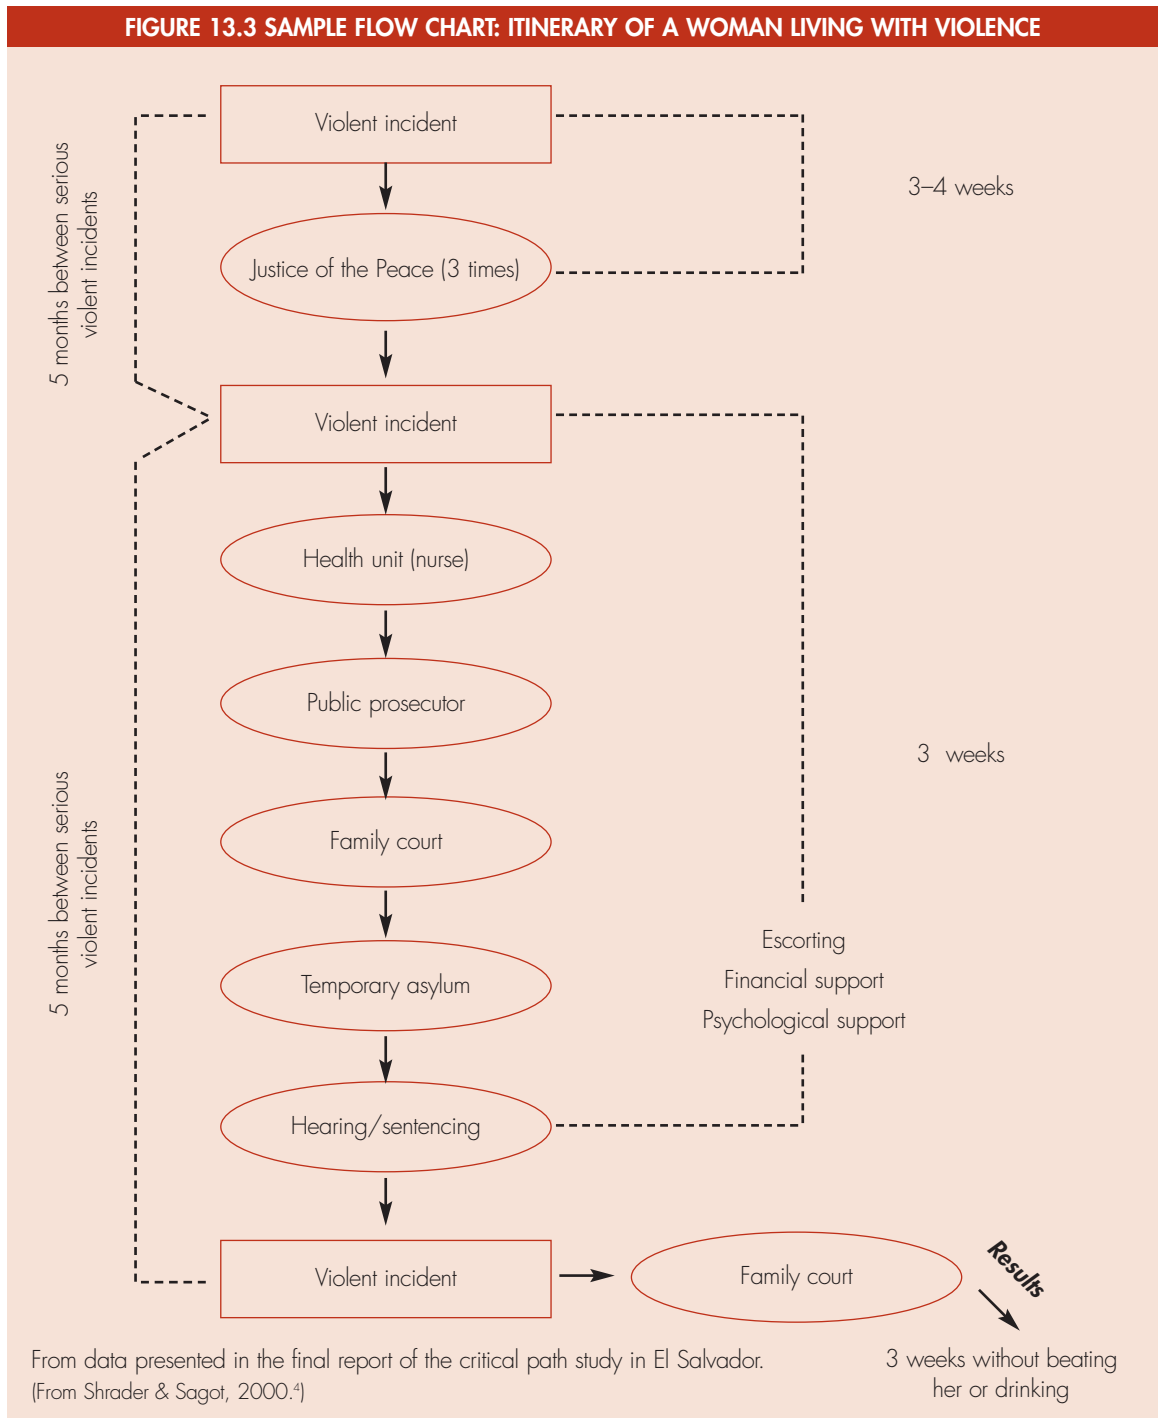 FIGURE 13.3 SAMPLE FLOW CHART: ITINERARY OF A WOMAN LIVING WITH VIOLENCE
Violent incident
3–4 weeks
5 months between serious
violent incidents
Justice of the Peace (3 times)
Violent incident
Health unit (nurse)
Public prosecutor
3 weeks
Family court
5 months between serious
violent incidents
Escorting
Financial support
Psychological support
Temporary asylum
Hearing/sentencing
Violent incident
Family court
Results
3 weeks without beating
her or drinking
From data presented in the final report of the critical path study in El Salvador.
(From Shrader & Sagot, 2000.⁴)